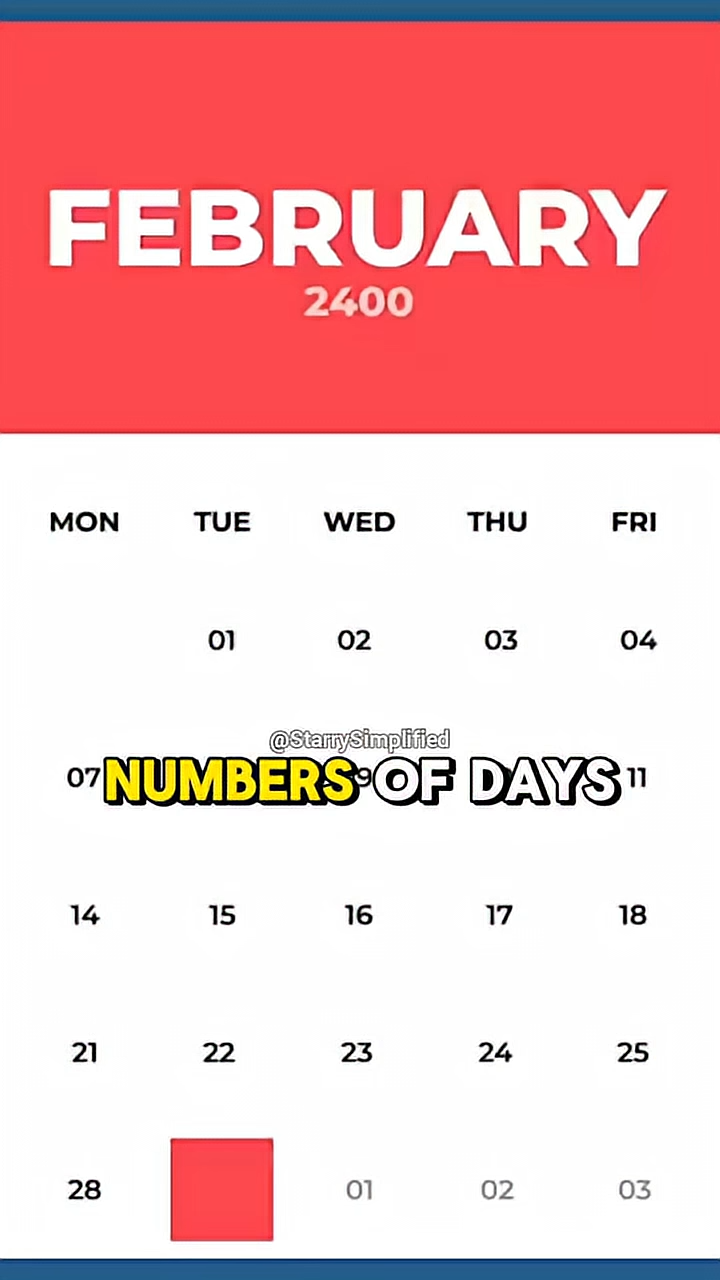 FEBRUARY
2400
MON TUE WED THU FRI
01 02 03 04
@StarrySimplified
07 NUMBERS OF DAYS 11
14 15 16 17 18
21 22 23 24 25
28 01 02 03